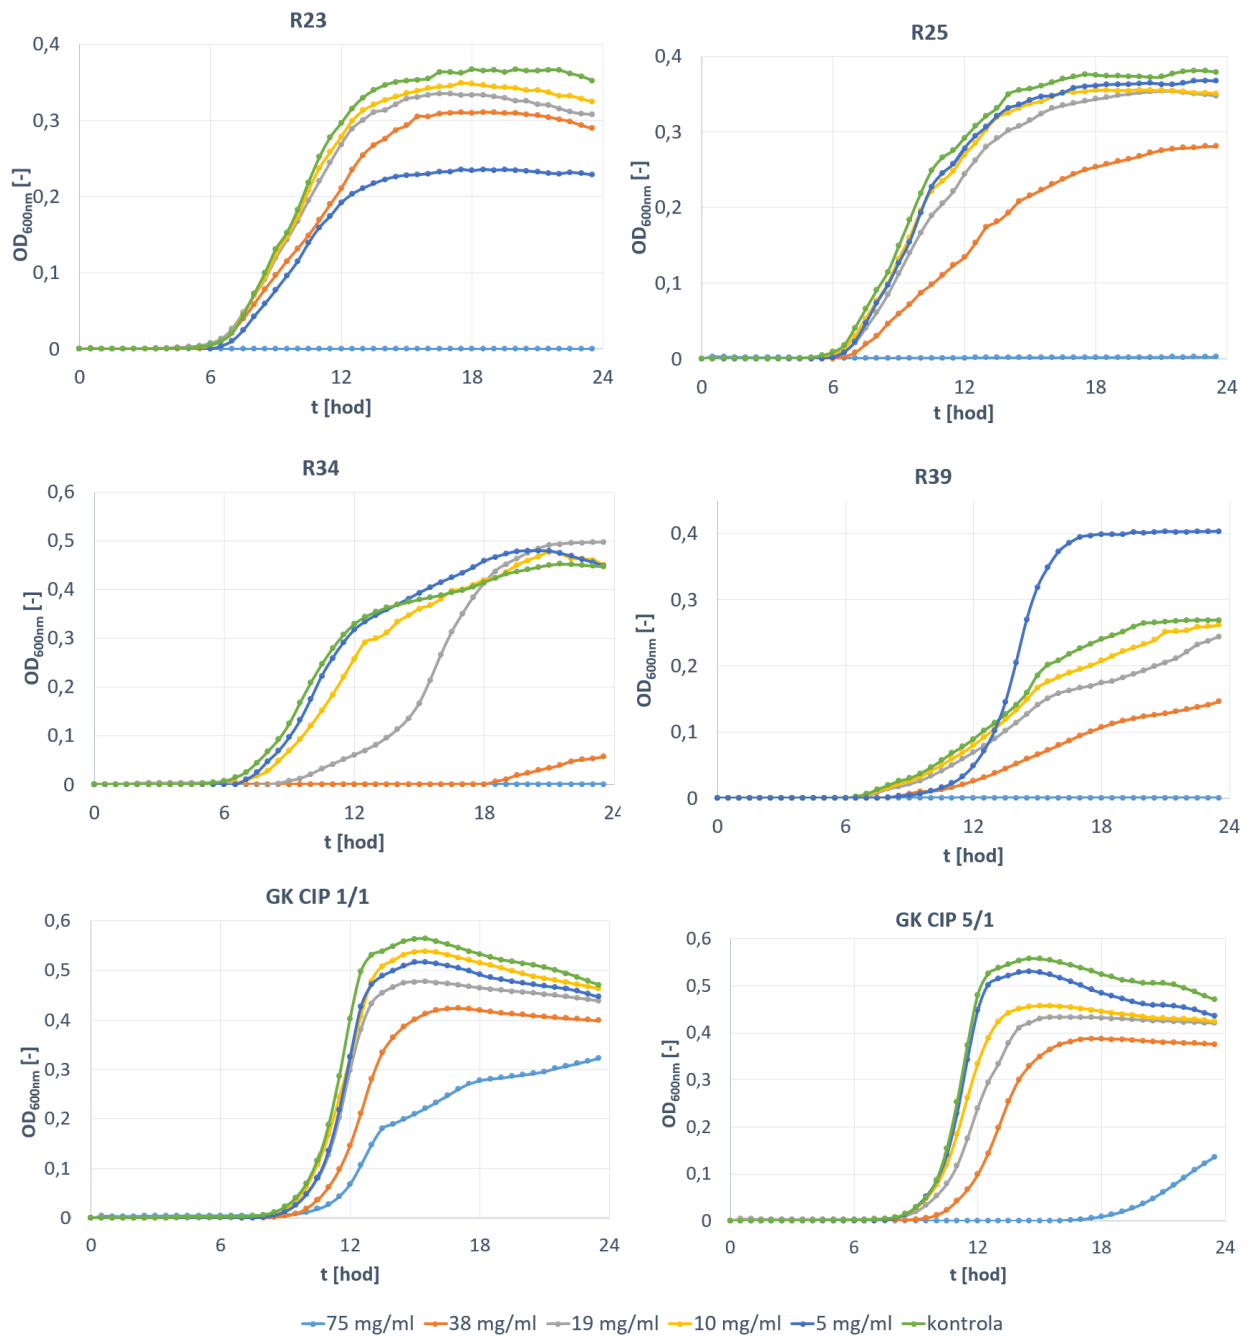 R23
0,4
0,3
0,2
0,1
0
OD600nm [-]
0 6 12 18 24
t [hod]
R25
0,4
0,3
0,2
0,1
0
OD600nm [-]
0 6 12 18 24
t [hod]
R34
0,6
0,5
0,4
0,3
0,2
0,1
0
OD600nm [-]
0 6 12 18 24
t [hod]
R39
0,4
0,3
0,2
0,1
0
OD600nm [-]
0 6 12 18 24
t [hod]
GK CIP 1/1
0,6
0,5
0,4
0,3
0,2
0,1
0
OD600nm [-]
0 6 12 18 24
t [hod]
GK CIP 5/1
0,6
0,5
0,4
0,3
0,2
0,1
0
OD600nm [-]
0 6 12 18 24
t [hod]
75 mg/ml 38 mg/ml 19 mg/ml 10 mg/ml 5 mg/ml kontrola